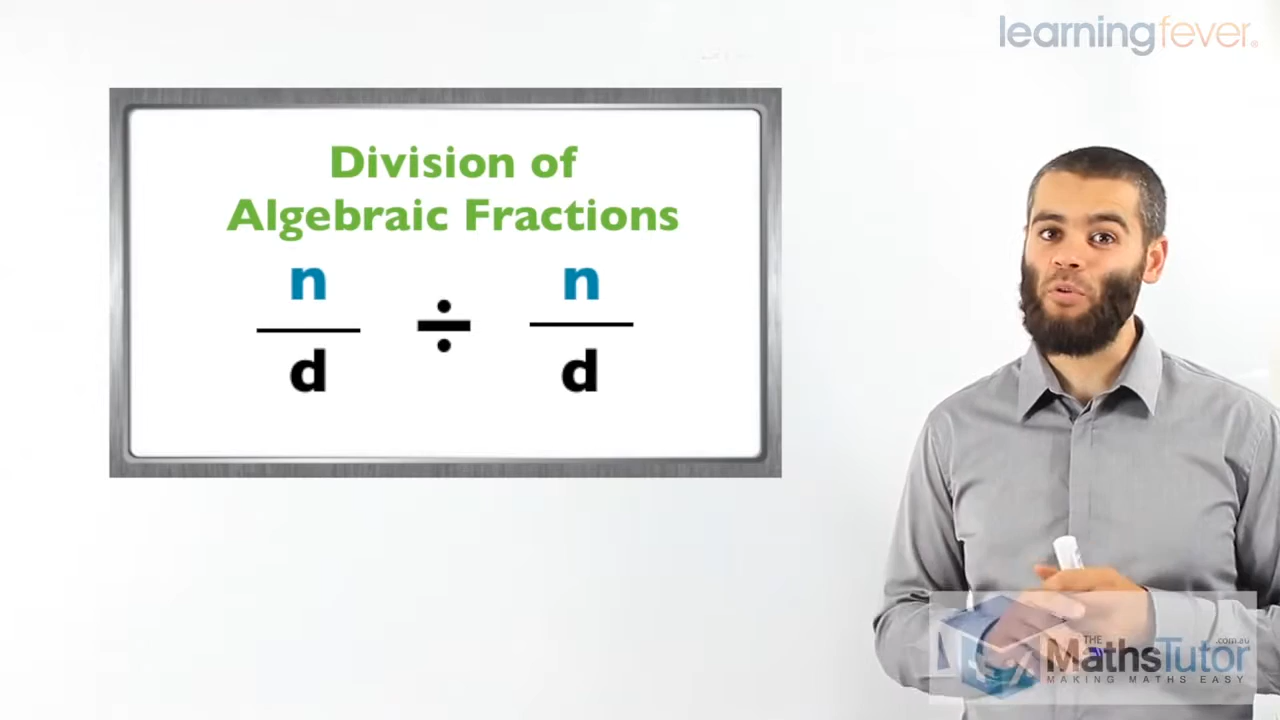 learningfever
Division of
Algebraic Fractions
n ÷ n
d d
THE .com.au
MathsTutor
MAKING MATHS EASY